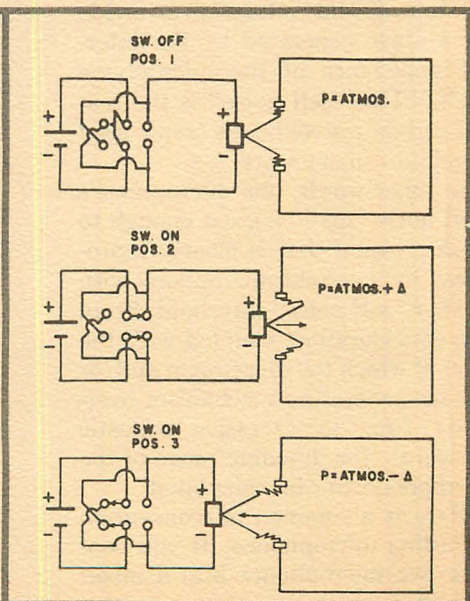 SW. OFF
POS. 1
P=ATMOS.
+
-
+
-
SW. ON
POS. 2
P=ATMOS.+ Δ
+
-
+
-
SW. ON
POS. 3
P=ATMOS.- Δ
+
-
+
-